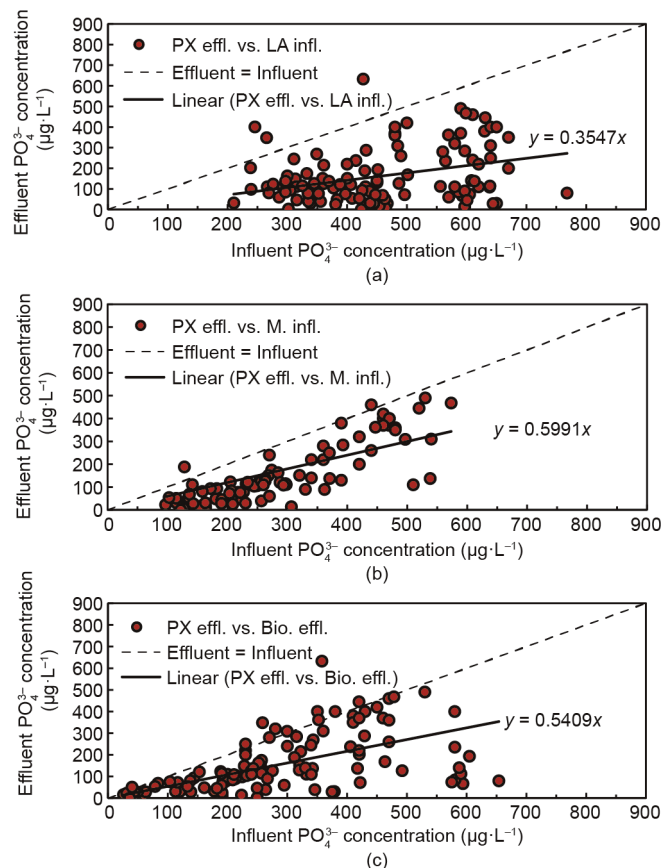 Effluent PO₄³⁻ concentration
(µg·L⁻¹)
900
800
700
600
500
400
300
200
100
0
PX effl. vs. LA infl.
Effluent = Influent
Linear (PX effl. vs. LA infl.)
y = 0.3547x
0 100 200 300 400 500 600 700 800 900
Influent PO₄³⁻ concentration (µg·L⁻¹)
(a)
Effluent PO₄³⁻ concentration
(µg·L⁻¹)
900
800
700
600
500
400
300
200
100
0
PX effl. vs. M. infl.
Effluent = Influent
Linear (PX effl. vs. M. infl.)
y = 0.5991x
0 100 200 300 400 500 600 700 800 900
Influent PO₄³⁻ concentration (µg·L⁻¹)
(b)
Effluent PO₄³⁻ concentration
(µg·L⁻¹)
900
800
700
600
500
400
300
200
100
0
PX effl. vs. Bio. effl.
Effluent = Influent
Linear (PX effl. vs. Bio. effl.)
y = 0.5409x
0 100 200 300 400 500 600 700 800 900
Influent PO₄³⁻ concentration (µg·L⁻¹)
(c)